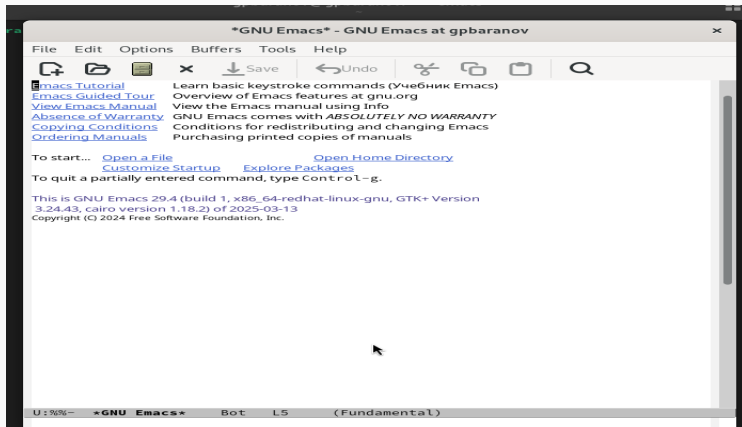 *GNU Emacs* - GNU Emacs at gpbaranov
File Edit Options Buffers Tools Help
Save Undo
Emacs Tutorial Learn basic keystroke commands (Учебник Emacs)
Emacs Guided Tour Overview of Emacs features at gnu.org
View Emacs Manual View the Emacs manual using Info
Absence of Warranty GNU Emacs comes with ABSOLUTELY NO WARRANTY
Copying Conditions Conditions for redistributing and changing Emacs
Ordering Manuals Purchasing printed copies of manuals
To start... Open a File Open Home Directory
Customize Startup Explore Packages
To quit a partially entered command, type Control-g.
This is GNU Emacs 29.4 (build 1, x86_64-redhat-linux-gnu, GTK+ Version
3.24.43, cairo version 1.18.2) of 2025-03-13
Copyright (C) 2024 Free Software Foundation, Inc.
U:%%- *GNU Emacs* Bot L5 (Fundamental)